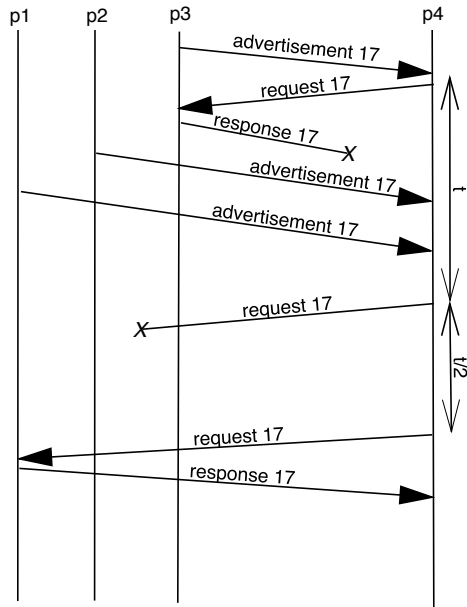 p1 p2 p3 p4
advertisement 17
request 17
response 17
X
advertisement 17
advertisement 17
t
request 17
X
t/2
request 17
response 17